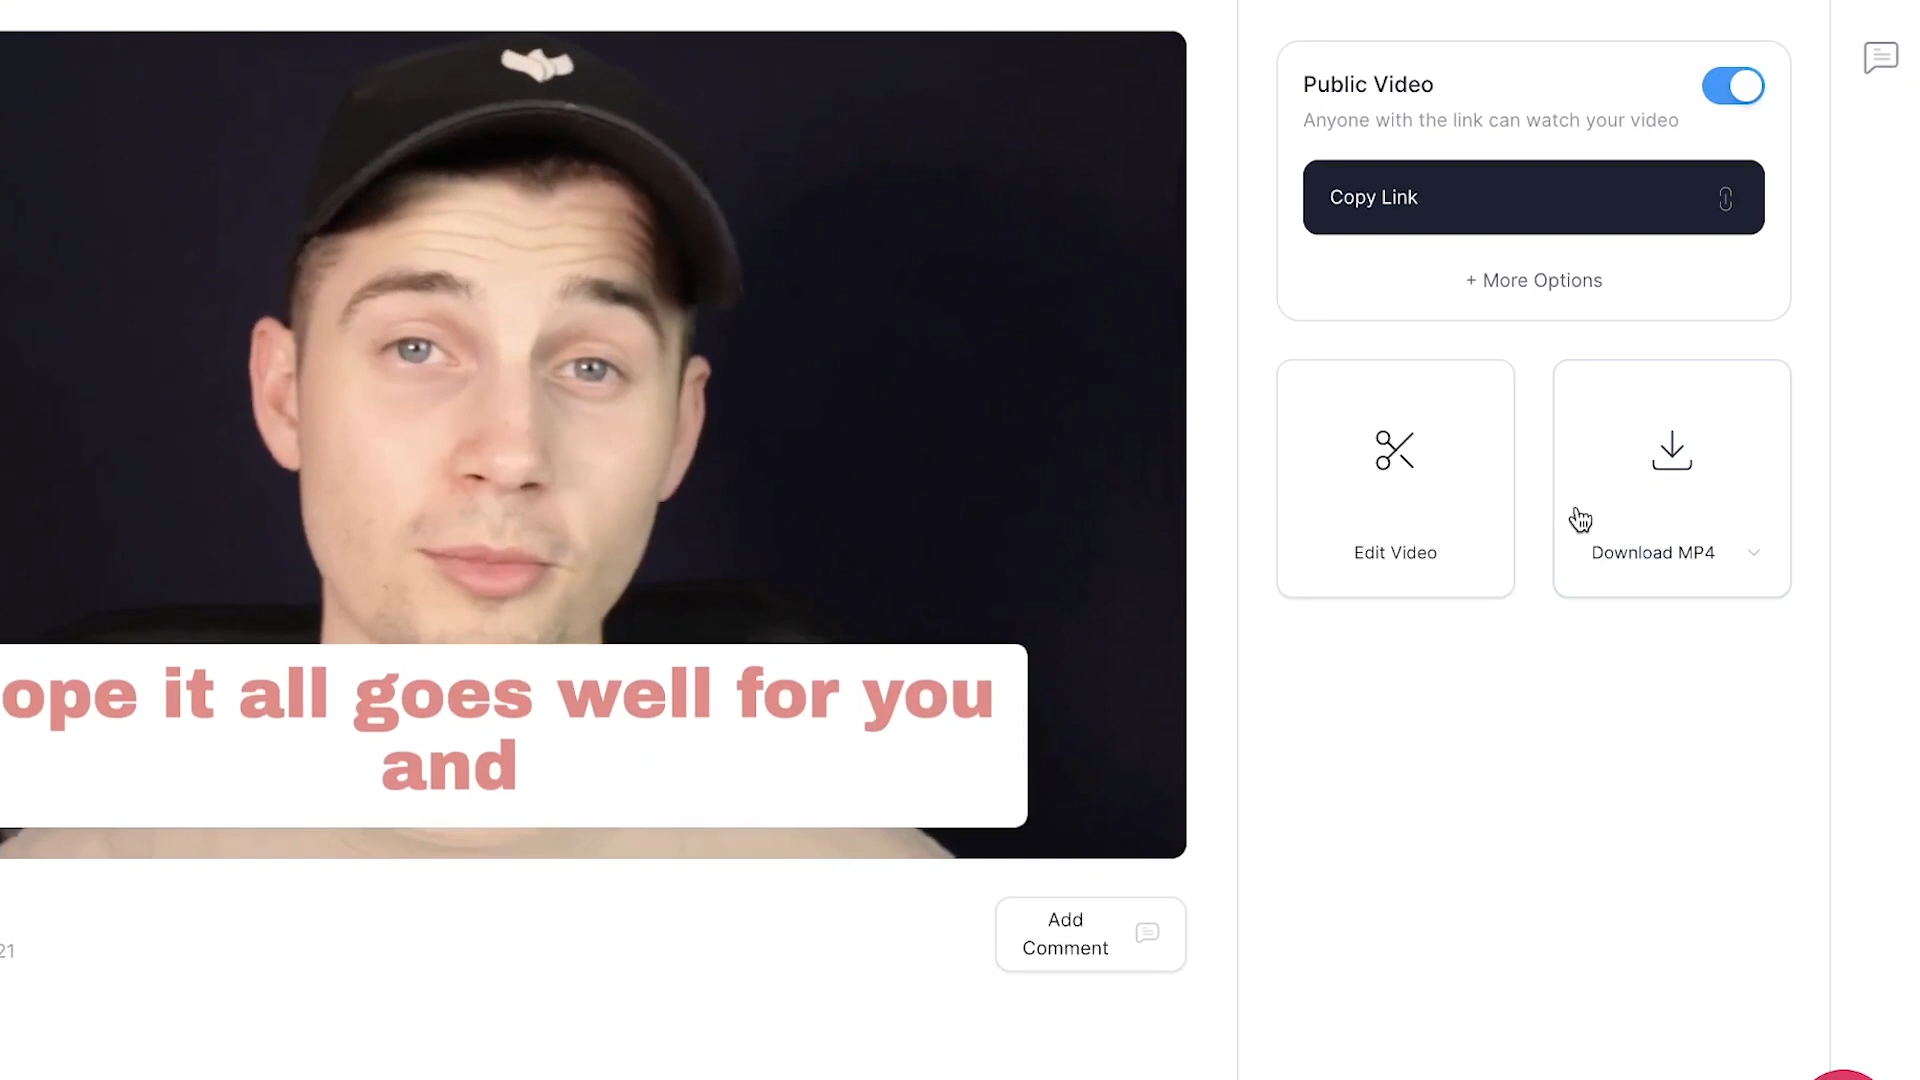 ope it all goes well for you
and
21
Add
Comment
Public Video
Anyone with the link can watch your video
Copy Link
+ More Options
Edit Video
Download MP4